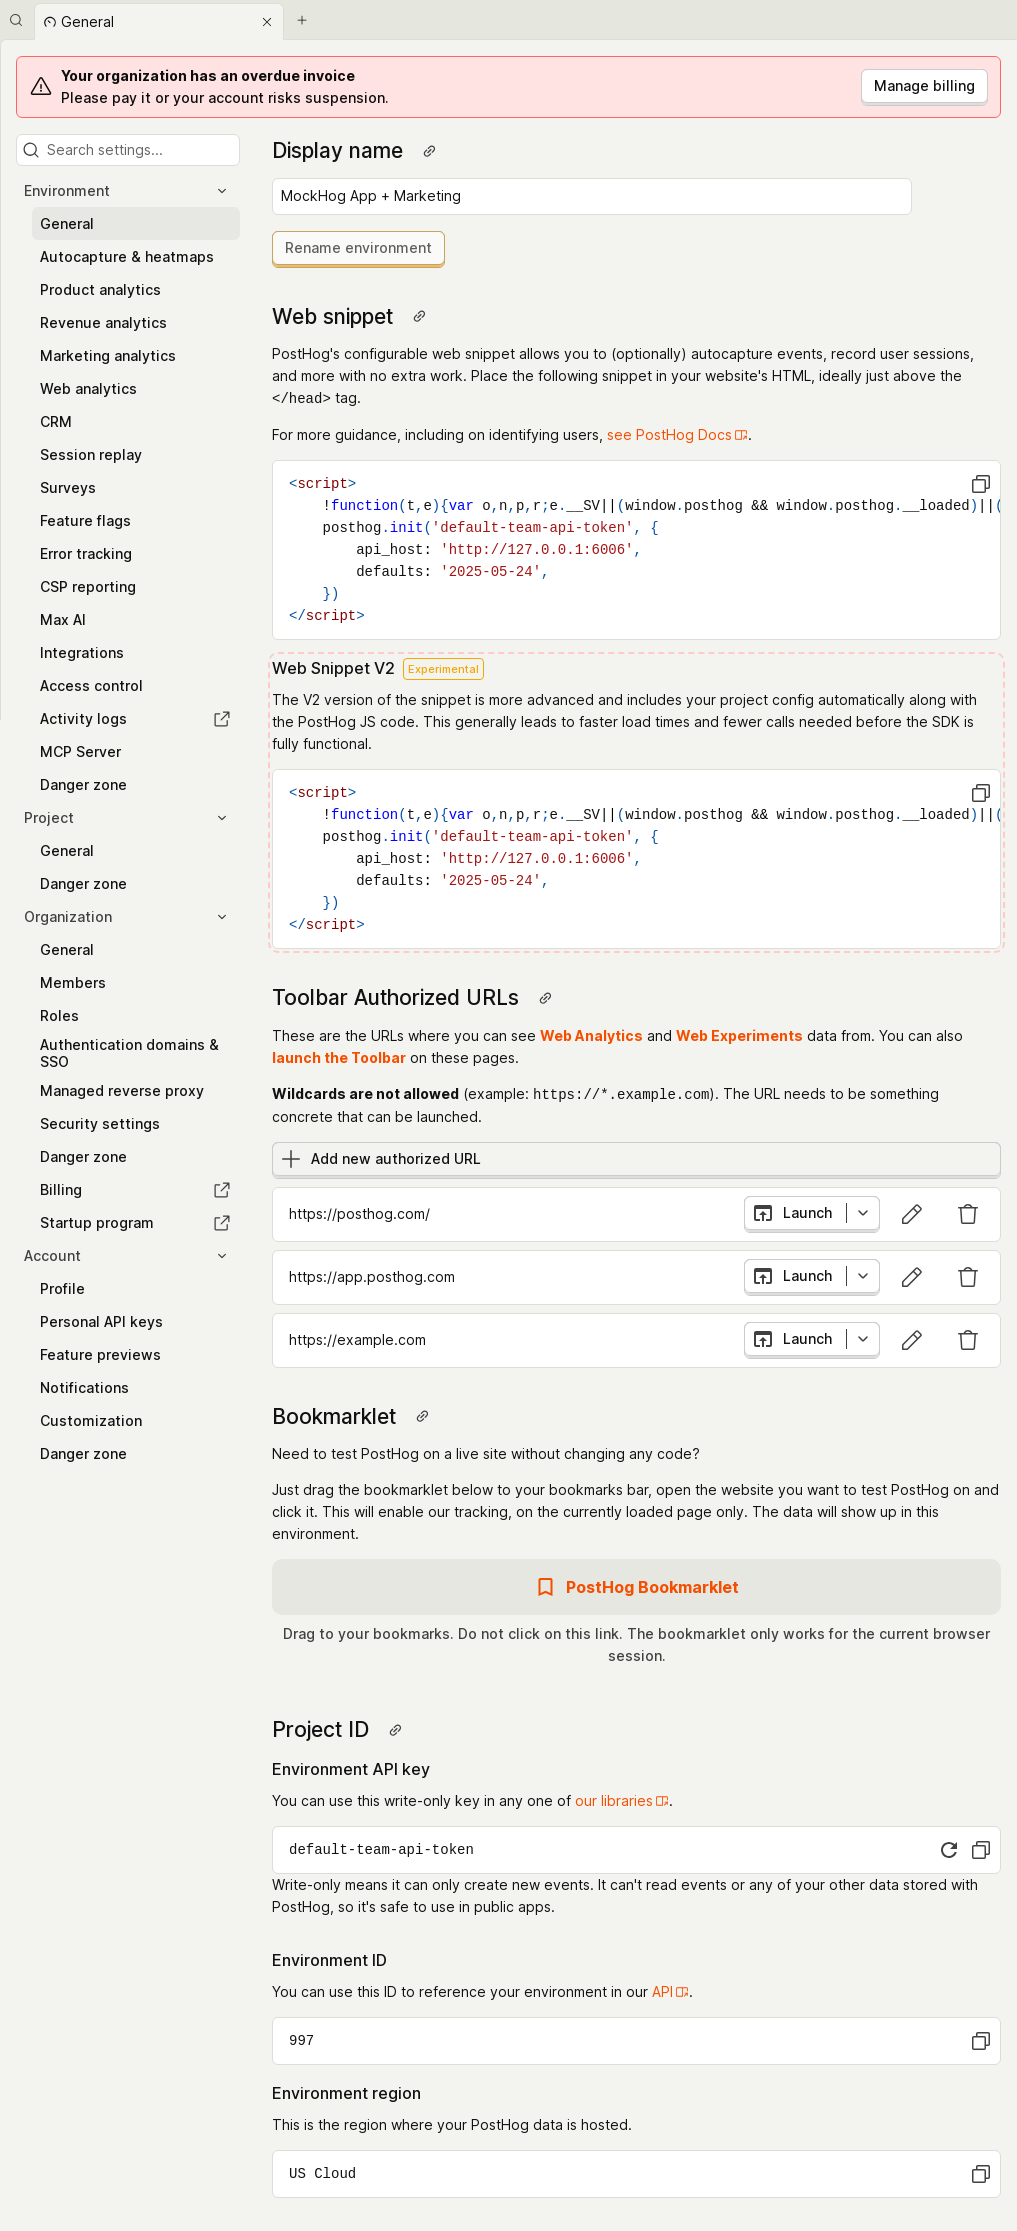 General
Your organization has an overdue invoice
Please pay it or your account risks suspension.
Manage billing
Search settings...
Environment
General
Autocapture & heatmaps
Product analytics
Revenue analytics
Marketing analytics
Web analytics
CRM
Session replay
Surveys
Feature flags
Error tracking
CSP reporting
Max AI
Integrations
Access control
Activity logs
MCP Server
Danger zone
Project
General
Danger zone
Organization
General
Members
Roles
Authentication domains &
SSO
Managed reverse proxy
Security settings
Danger zone
Billing
Startup program
Account
Profile
Personal API keys
Feature previews
Notifications
Customization
Danger zone
Display name
MockHog App + Marketing
Rename environment
Web snippet
PostHog's configurable web snippet allows you to (optionally) autocapture events, record user sessions,
and more with no extra work. Place the following snippet in your website's HTML, ideally just above the
</head> tag.
For more guidance, including on identifying users, see PostHog Docs.
<script>
    !function(t,e){var o,n,p,r;e.__SV||(window.posthog && window.posthog.__loaded)||(
    posthog.init('default-team-api-token', {
        api_host: 'http://127.0.0.1:6006',
        defaults: '2025-05-24',
    })
</script>
Web Snippet V2 Experimental
The V2 version of the snippet is more advanced and includes your project config automatically along with
the PostHog JS code. This generally leads to faster load times and fewer calls needed before the SDK is
fully functional.
<script>
    !function(t,e){var o,n,p,r;e.__SV||(window.posthog && window.posthog.__loaded)||(
    posthog.init('default-team-api-token', {
        api_host: 'http://127.0.0.1:6006',
        defaults: '2025-05-24',
    })
</script>
Toolbar Authorized URLs
These are the URLs where you can see Web Analytics and Web Experiments data from. You can also
launch the Toolbar on these pages.
Wildcards are not allowed (example: https://*.example.com). The URL needs to be something
concrete that can be launched.
Add new authorized URL
https://posthog.com/ Launch
https://app.posthog.com Launch
https://example.com Launch
Bookmarklet
Need to test PostHog on a live site without changing any code?
Just drag the bookmarklet below to your bookmarks bar, open the website you want to test PostHog on and
click it. This will enable our tracking, on the currently loaded page only. The data will show up in this
environment.
PostHog Bookmarklet
Drag to your bookmarks. Do not click on this link. The bookmarklet only works for the current browser
session.
Project ID
Environment API key
You can use this write-only key in any one of our libraries.
default-team-api-token
Write-only means it can only create new events. It can't read events or any of your other data stored with
PostHog, so it's safe to use in public apps.
Environment ID
You can use this ID to reference your environment in our API.
997
Environment region
This is the region where your PostHog data is hosted.
US Cloud